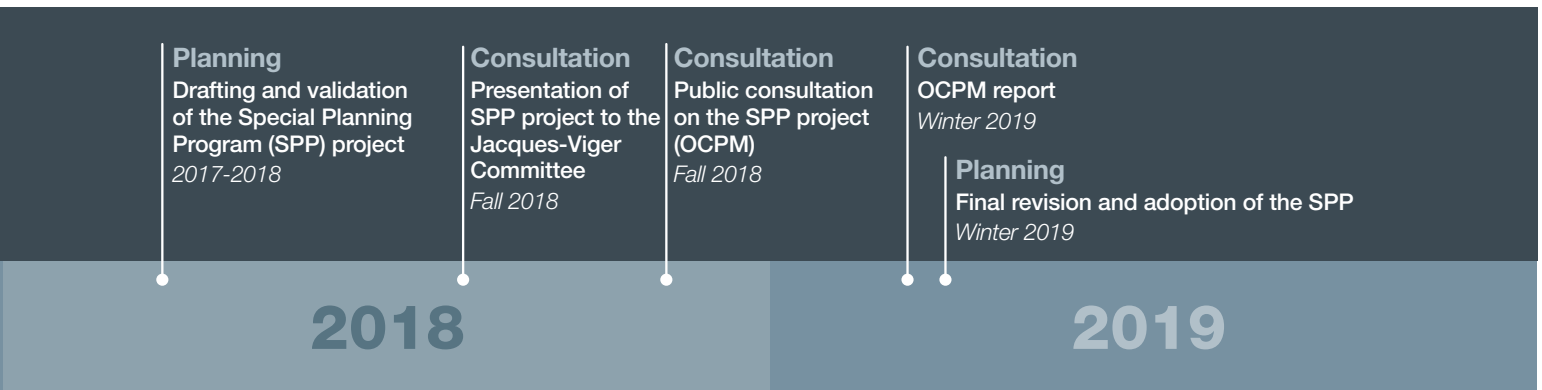 Planning
Drafting and validation
of the Special Planning
Program (SPP) project
2017-2018
Consultation
Presentation of
SPP project to the
Jacques-Viger
Committee
Fall 2018
Consultation
Public consultation
on the SPP project
(OCPM)
Fall 2018
Consultation
OCPM report
Winter 2019
Planning
Final revision and adoption of the SPP
Winter 2019
2018
2019